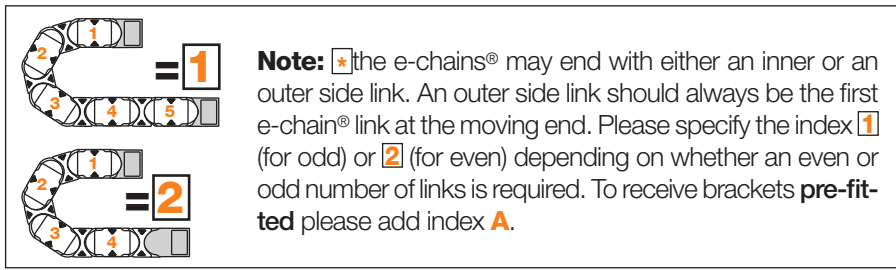 1
2
3
4
5
=1
Note: *the e-chains® may end with either an inner or an
outer side link. An outer side link should always be the first
e-chain® link at the moving end. Please specify the index 1
(for odd) or 2 (for even) depending on whether an even or
odd number of links is required. To receive brackets pre-fit-
ted please add index A.
1
2
3
4
=2